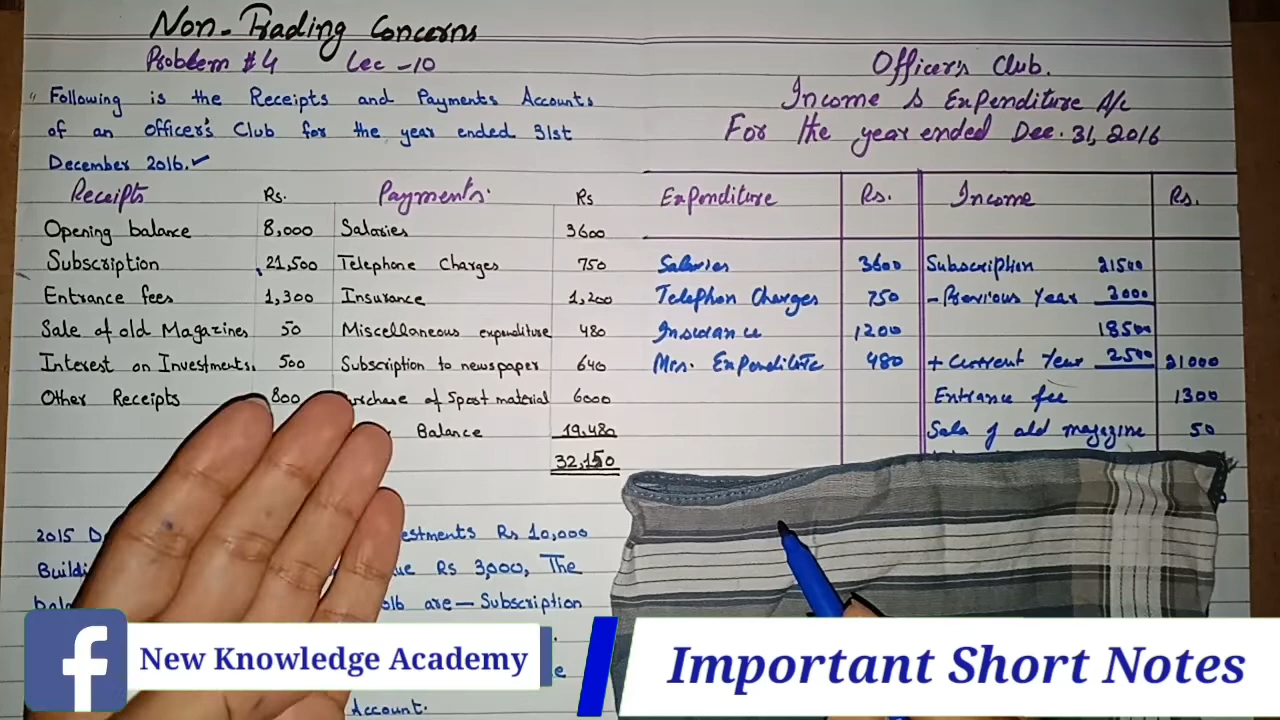 Non-Trading Concerns
Problem #4 Lec -10
Following is the Receipts and Payments Accounts
of an officer's Club for the year ended 31st
December 2016.
Receipts Rs. Payments. Rs
Opening balance 8,000 Salaries 3600
Subscription 21,500 Telephone Charges 750
Entrance fees 1,300 Insurance 1,200
Sale of old Magazines 50 Miscellaneous expenditure 480
Interest on Investments. 500 Subscription to newspaper 640
Other Receipts 800 of Spost material 6000
Balance 19,480
32,150
2015 Rs 10,000
Rs 3,000, The
are — Subscription
Account.
Officer's Club.
Income & Expenditure A/c
For the year ended Dec. 31, 2016
Expenditure Rs. Income Rs.
Salaries 3600 Subscription 21500
Telephon Charges 750 - Previous Year 3000
Insurance 1200 18500
Mis. Expenditure 480 + Current Year 2500 21000
Entrance fee 1300
Sale of old magazine 50
f New Knowledge Academy
Important Short Notes